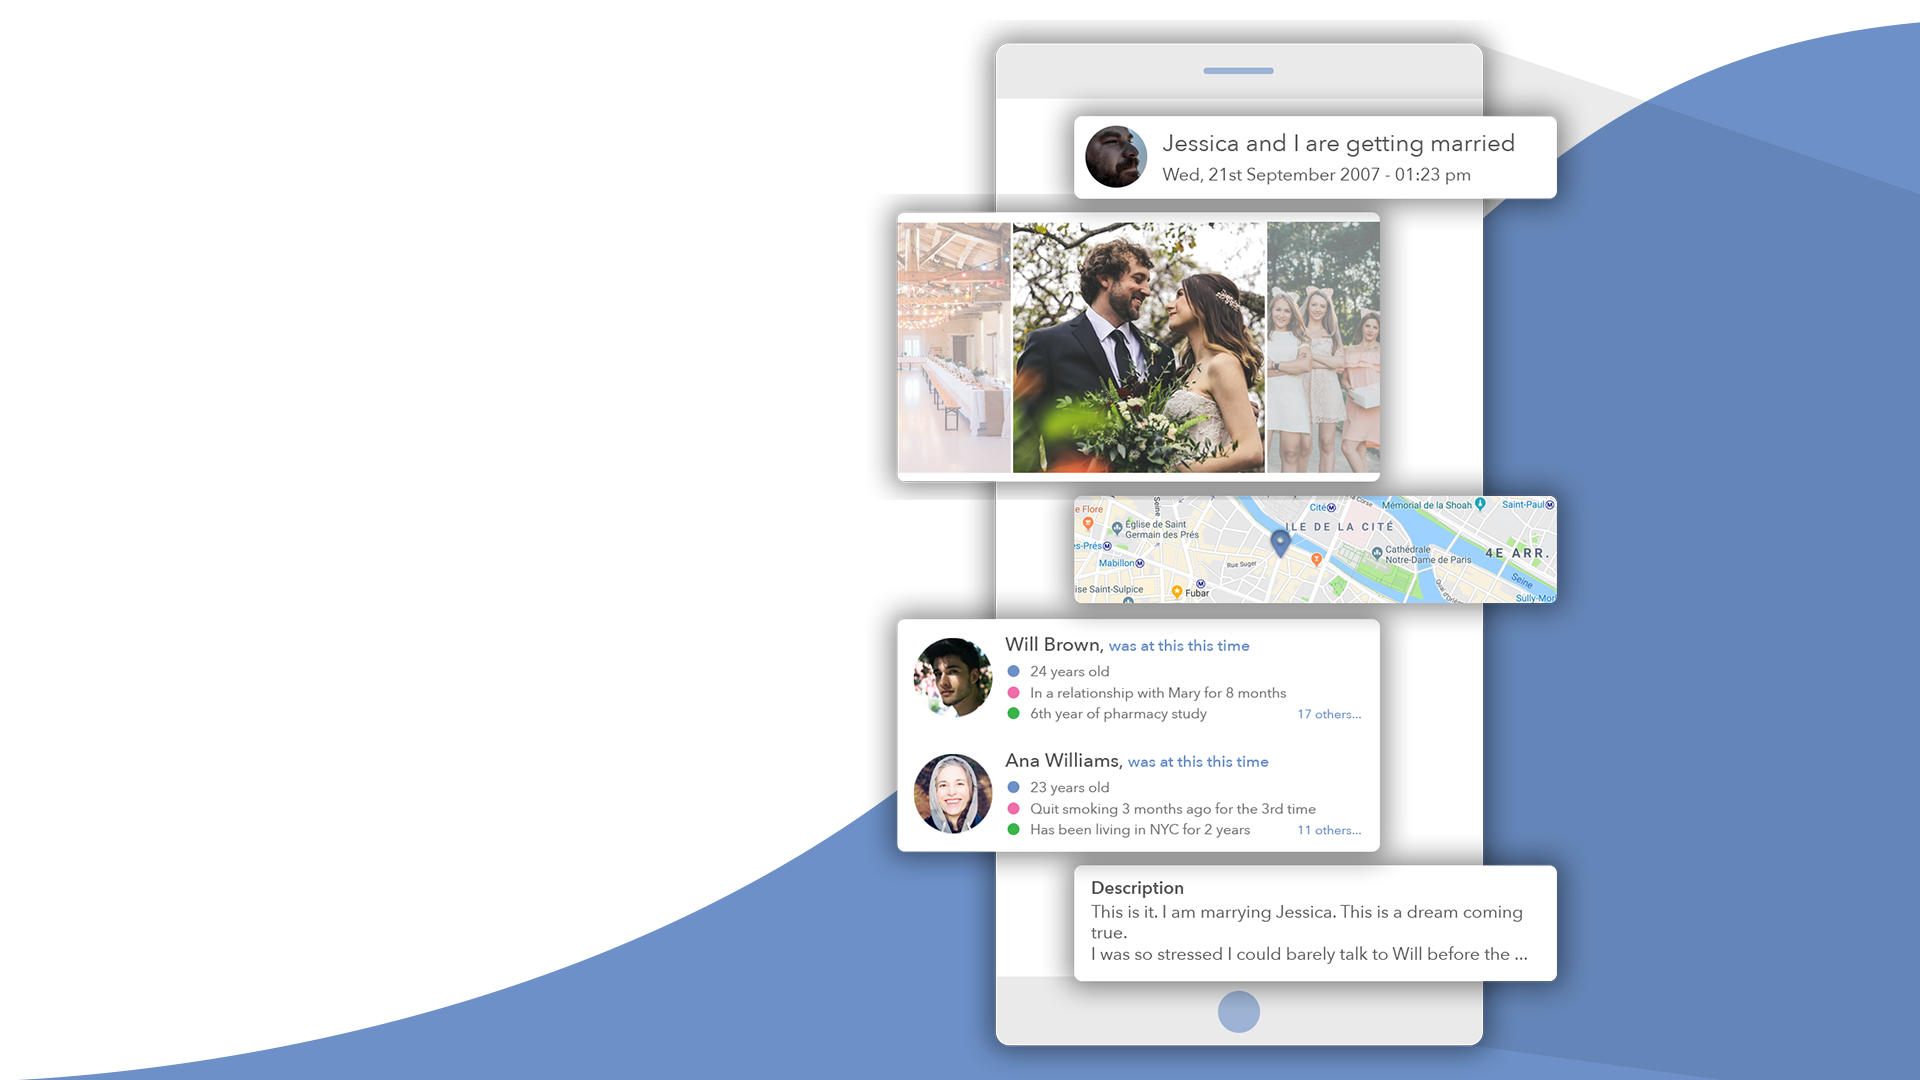 Jessica and I are getting married
Wed, 21st September 2007 - 01:23 pm
Seine
la Corse
Cité
Mémorial de la Shoah
Saint-Paul
e Flore
Église de Saint
Germain des Prés
ILE DE LA CITÉ
s-Prés
Cathédrale
Notre-Dame de Paris
4E ARR.
Mabillon
Rue Suger
Seine
ise Saint-Sulpice
Fubar
Sully-Mor
Will Brown, was at this this time
24 years old
In a relationship with Mary for 8 months
6th year of pharmacy study
17 others...
Ana Williams, was at this this time
23 years old
Quit smoking 3 months ago for the 3rd time
Has been living in NYC for 2 years
11 others...
Description
This is it. I am marrying Jessica. This is a dream coming
true.
I was so stressed I could barely talk to Will before the ...